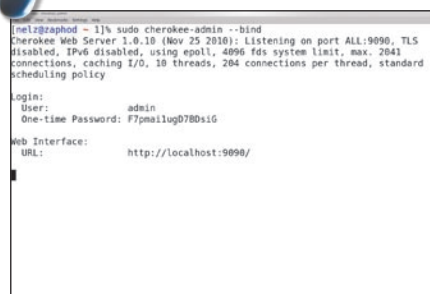 [nelz@zaphod ~ 1]% sudo cherokee-admin --bind
Cherokee Web Server 1.0.10 (Nov 25 2010): Listening on port ALL:9090, TLS
disabled, IPv6 disabled, using epoll, 4096 fds system limit, max. 2041
connections, caching I/O, 10 threads, 204 connections per thread, standard
scheduling policy
Login:
User: admin
One-time Password: F7pmai1ugD7BDsiG
Web Interface:
URL: http://localhost:9090/